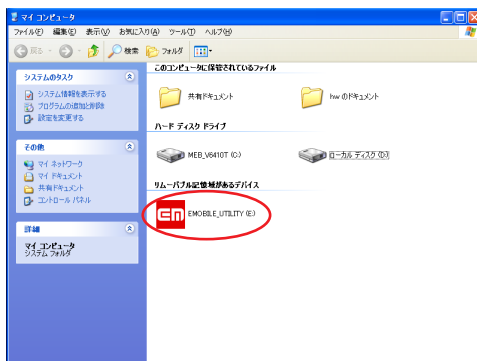 マイ コンピュータ
ファイル(F) 編集(E) 表示(V) お気に入り(A) ツール(T) ヘルプ(H)
戻る 検索 フォルダ
システムのタスク
システム情報を表示する
プログラムの追加と削除
設定を変更する
その他
マイ ネットワーク
マイ ドキュメント
共有ドキュメント
コントロール パネル
詳細
マイ コンピュータ
システム フォルダ
このコンピュータに保管されているファイル
共有ドキュメント
hw のドキュメント
ハード ディスク ドライブ
MEB_V6410T (C:)
ローカル ディスク (D:)
リムーバブル記憶域があるデバイス
EM
EMOBILE_UTILITY (E:)